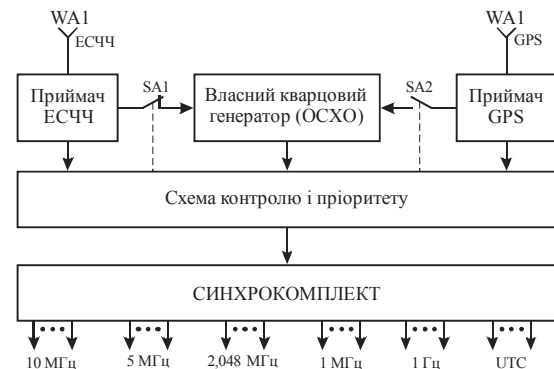 WA1
ЕСЧЧ
WA1
GPS
Приймач
ЕСЧЧ
SA1
Власний кварцовий
генератор (ОСХО)
SA2
Приймач
GPS
Схема контролю і пріоритету
СИНХРОКОМПЛЕКТ
10 МГц
5 МГц
2,048 МГц
1 МГц
1 Гц
UTC